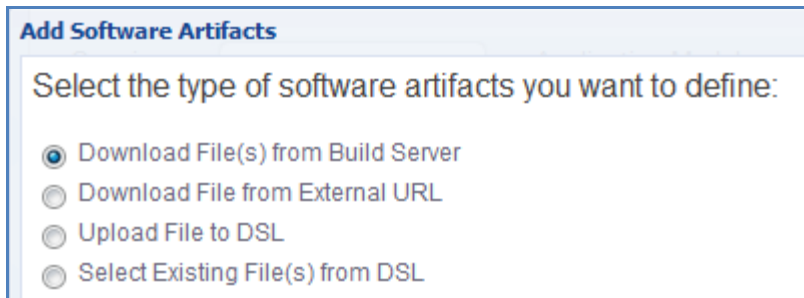 Add Software Artifacts
Select the type of software artifacts you want to define:
Download File(s) from Build Server
Download File from External URL
Upload File to DSL
Select Existing File(s) from DSL